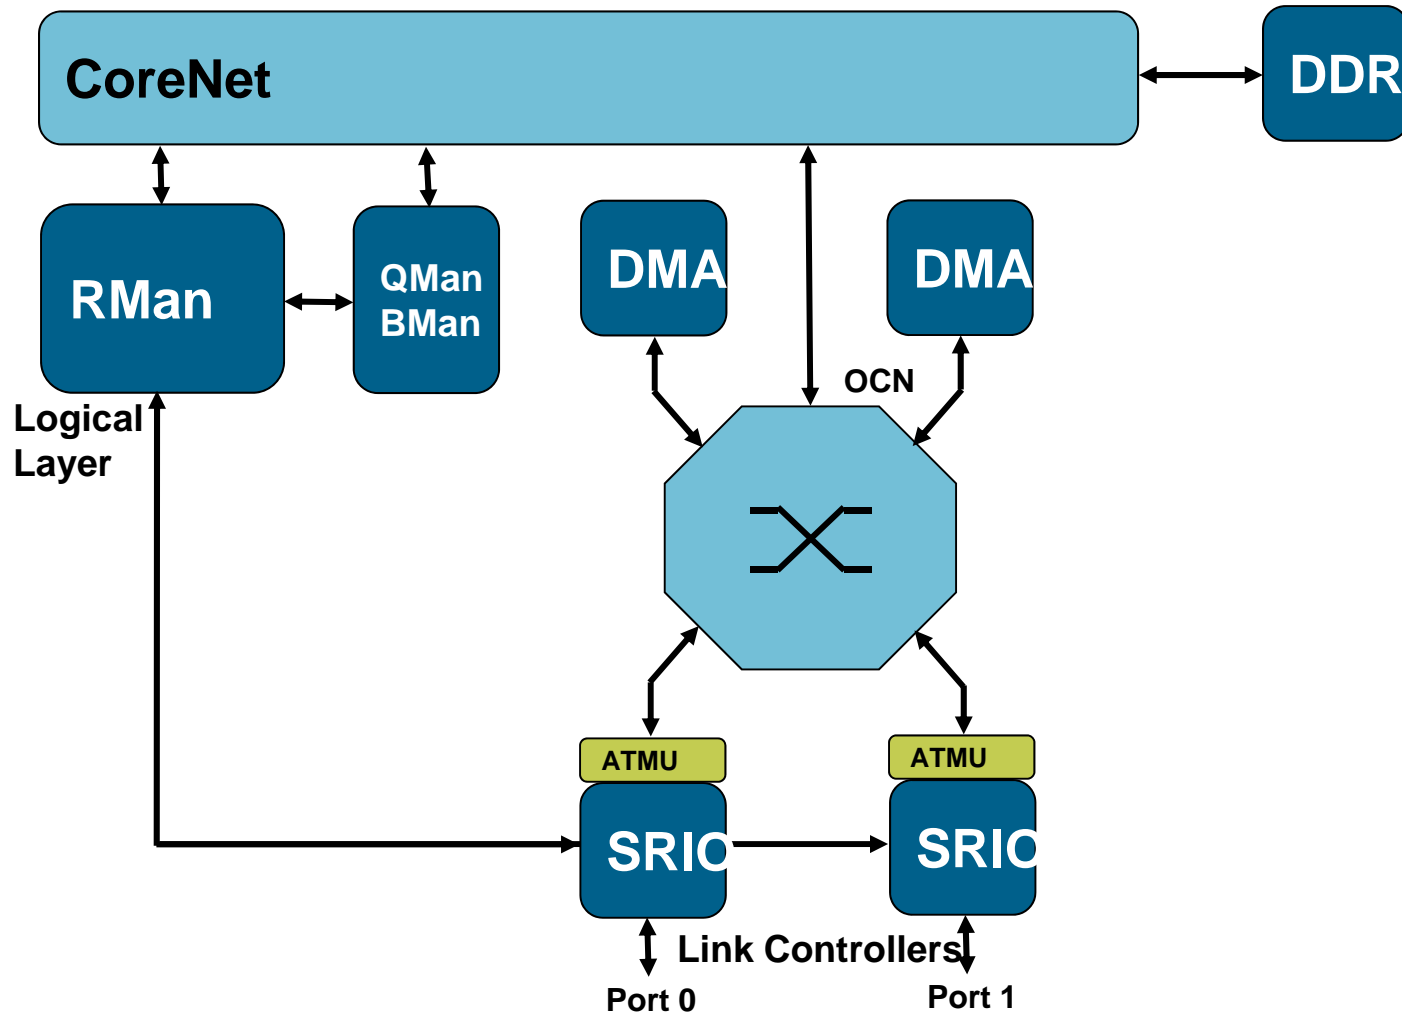 CoreNet
DDR
RMan
QMan
BMan
DMA
DMA
OCN
Logical
Layer
ATMU
ATMU
SRIO
SRIO
Link Controllers
Port 0
Port 1